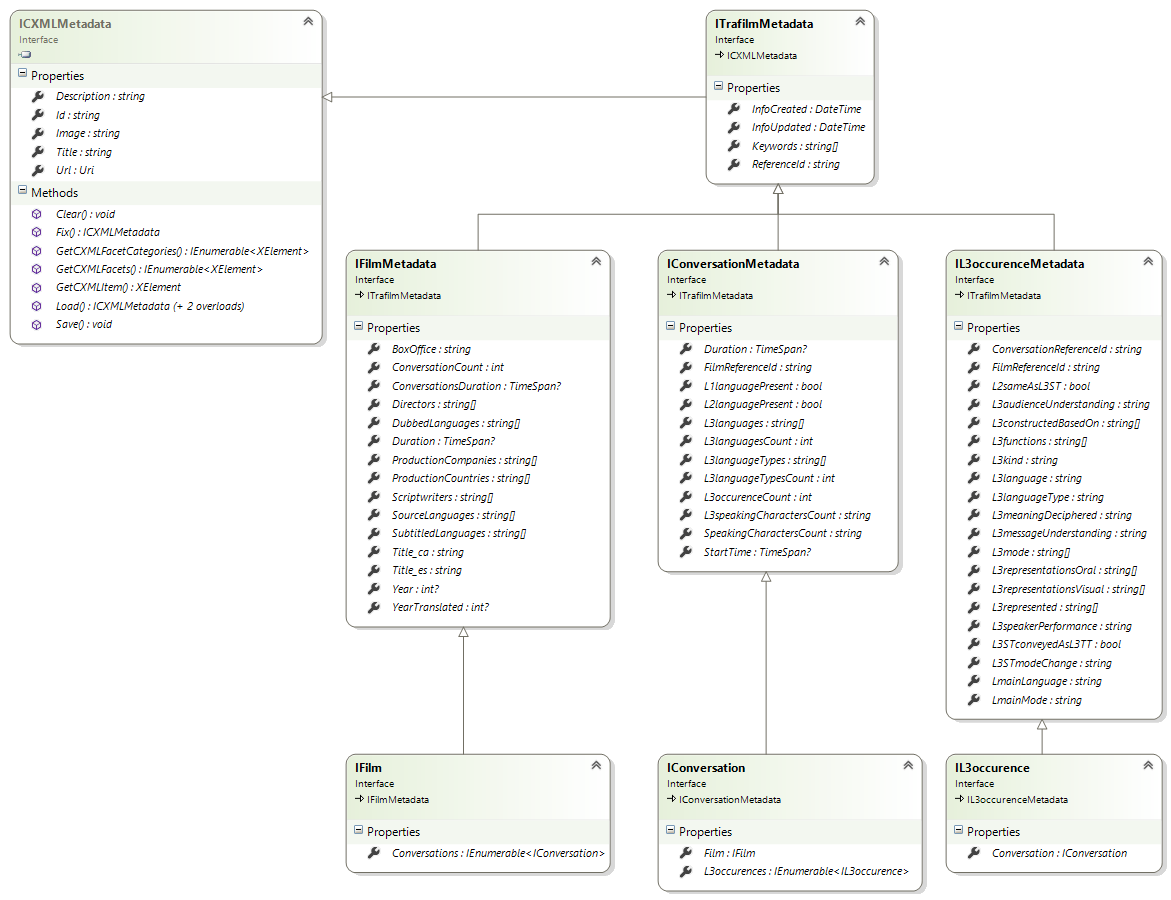 ICXMLMetadata
Interface
Properties
Description : string
Id : string
Image : string
Title : string
Url : Uri
Methods
Clear() : void
Fix() : ICXMLMetadata
GetCXMLFacetCategories() : IEnumerable<XElement>
GetCXMLFacets() : IEnumerable<XElement>
GetCXMLItem() : XElement
Load() : ICXMLMetadata (+ 2 overloads)
Save() : void
ITrafilmMetadata
Interface
ICXMLMetadata
Properties
InfoCreated : DateTime
InfoUpdated : DateTime
Keywords : string[]
ReferenceId : string
IFilmMetadata
Interface
ITrafilmMetadata
Properties
BoxOffice : string
ConversationCount : int
ConversationsDuration : TimeSpan?
Directors : string[]
DubbedLanguages : string[]
Duration : TimeSpan?
ProductionCompanies : string[]
ProductionCountries : string[]
Scriptwriters : string[]
SourceLanguages : string[]
SubtitledLanguages : string[]
Title_ca : string
Title_es : string
Year : int?
YearTranslated : int?
IConversationMetadata
Interface
ITrafilmMetadata
Properties
Duration : TimeSpan?
FilmReferenceId : string
L1languagePresent : bool
L2languagePresent : bool
L3languages : string[]
L3languagesCount : int
L3languageTypes : string[]
L3languageTypesCount : int
L3occurenceCount : int
L3speakingCharactersCount : string
SpeakingCharactersCount : string
StartTime : TimeSpan?
IL3occurenceMetadata
Interface
ITrafilmMetadata
Properties
ConversationReferenceId : string
FilmReferenceId : string
L2sameAsL3ST : bool
L3audienceUnderstanding : string
L3constructedBasedOn : string[]
L3functions : string[]
L3kind : string
L3language : string
L3languageType : string
L3meaningDeciphered : string
L3messageUnderstanding : string
L3mode : string[]
L3representationsOral : string[]
L3representationsVisual : string[]
L3represented : string[]
L3speakerPerformance : string
L3STconveyedAsL3TT : bool
L3STmodeChange : string
LmainLanguage : string
LmainMode : string
IFilm
Interface
IFilmMetadata
Properties
Conversations : IEnumerable<IConversation>
IConversation
Interface
IConversationMetadata
Properties
Film : IFilm
L3occurences : IEnumerable<IL3occurence>
IL3occurence
Interface
IL3occurenceMetadata
Properties
Conversation : IConversation